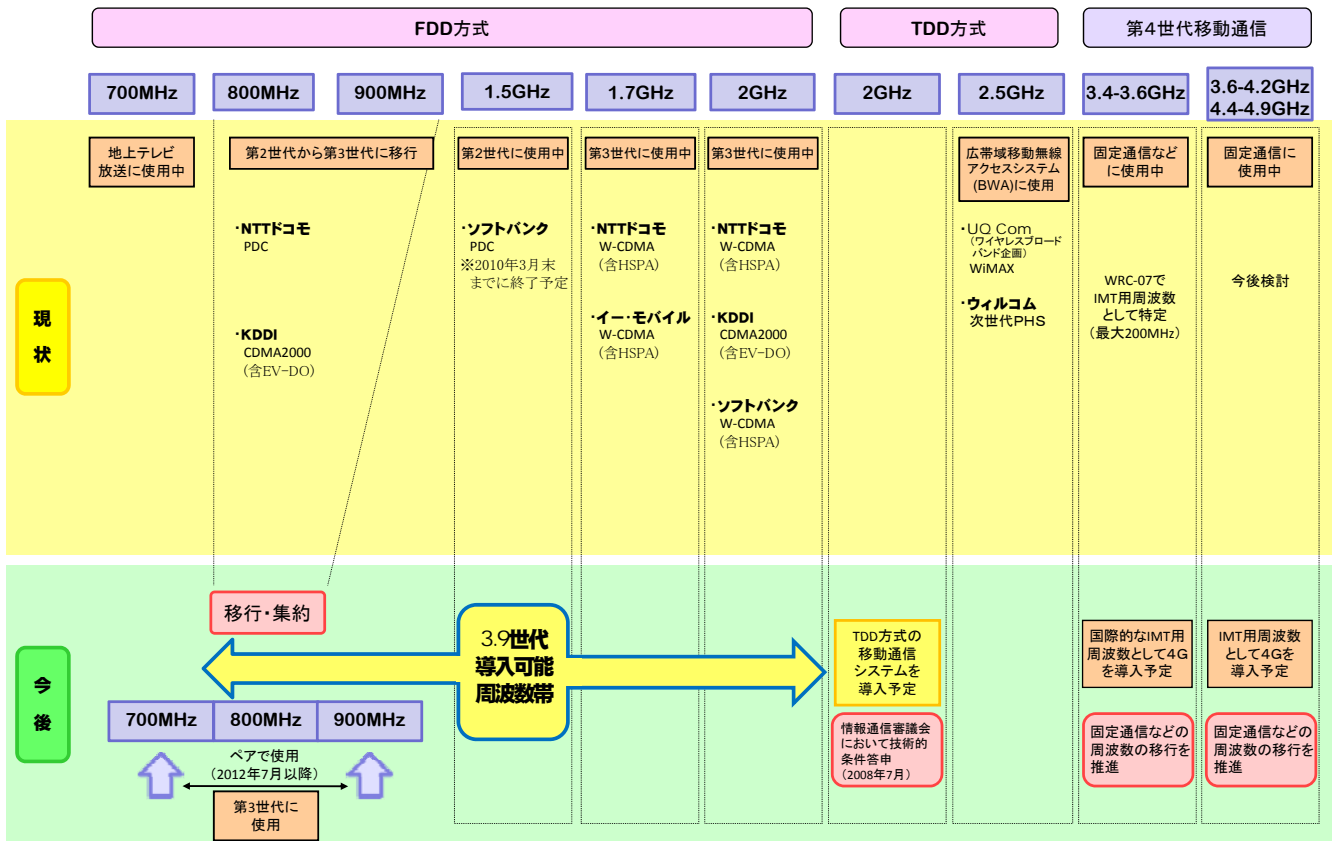 FDD方式
TDD方式
第4世代移動通信
700MHz
800MHz
900MHz
1.5GHz
1.7GHz
2GHz
2GHz
2.5GHz
3.4-3.6GHz
3.6-4.2GHz
4.4-4.9GHz
現
状
地上テレビ
放送に使用中
第2世代から第3世代に移行
・NTTドコモ
PDC
・KDDI
CDMA2000
(含EV-DO)
第2世代に使用中
・ソフトバンク
PDC
※2010年3月末
までに終了予定
第3世代に使用中
・NTTドコモ
W-CDMA
(含HSPA)
・イー・モバイル
W-CDMA
(含HSPA)
第3世代に使用中
・NTTドコモ
W-CDMA
(含HSPA)
・KDDI
CDMA2000
(含EV-DO)
・ソフトバンク
W-CDMA
(含HSPA)
広帯域移動無線
アクセスシステム
(BWA)に使用
・UQ Com
(ワイヤレスブロード
バンド企画)
WiMAX
・ウィルコム
次世代PHS
固定通信など
に使用中
WRC-07で
IMT用周波数
として特定
(最大200MHz)
固定通信に
使用中
今後検討
今
後
移行・集約
3.9世代
導入可能
周波数帯
700MHz
800MHz
900MHz
ペアで使用
(2012年7月以降)
第3世代に
使用
TDD方式の
移動通信
システムを
導入予定
情報通信審議会
において技術的
条件答申
(2008年7月)
国際的なIMT用
周波数として4G
を導入予定
固定通信などの
周波数の移行を
推進
IMT用周波数
として4Gを
導入予定
固定通信などの
周波数の移行を
推進